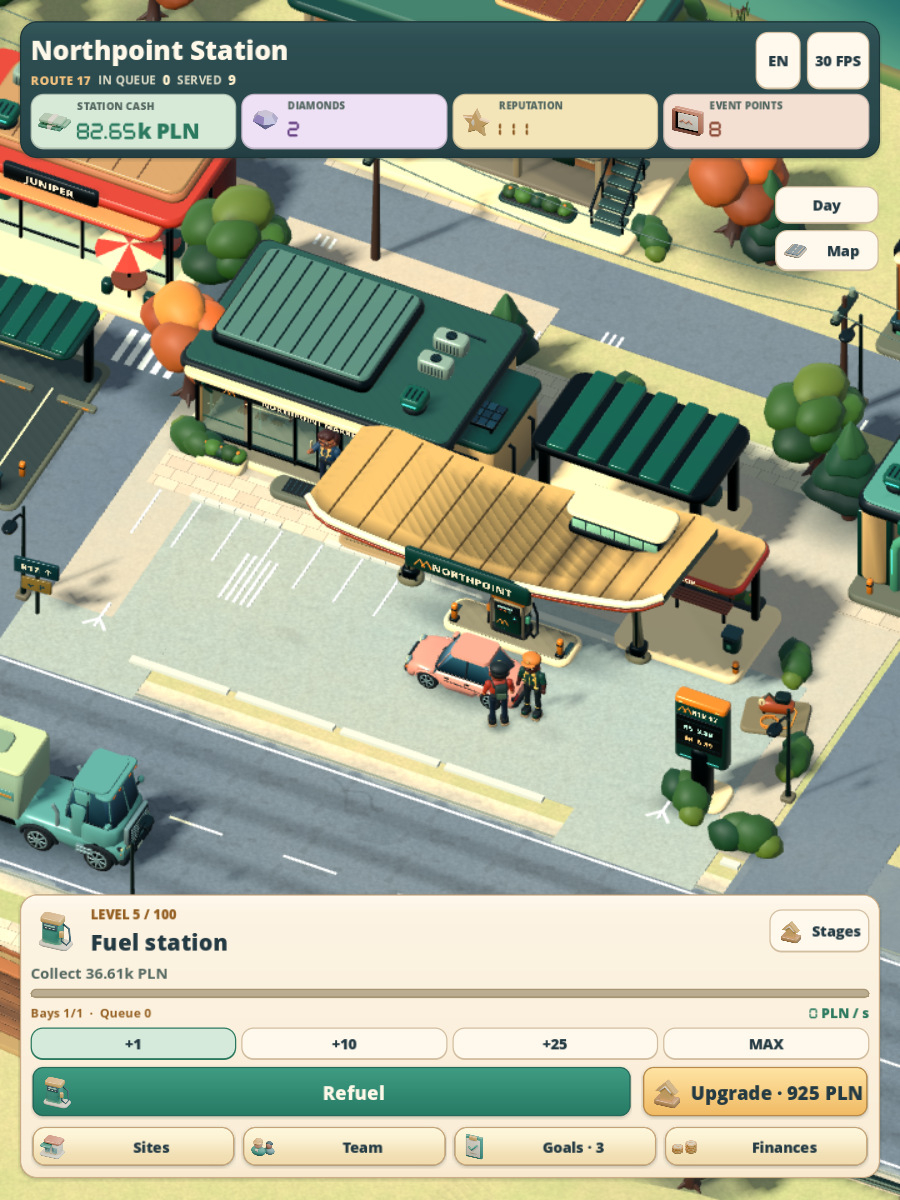 Northpoint Station
ROUTE 17 IN QUEUE 0 SERVED 9
EN
30 FPS
STATION CASH
82.65k PLN
DIAMONDS
2
REPUTATION
111
EVENT POINTS
8
Day
Map
JUNIPER
NORTHPOINT
R17 ↑
LEVEL 5 / 100
Fuel station
Stages
Collect 36.61k PLN
Bays 1/1 · Queue 0
0 PLN / s
+1
+10
+25
MAX
Refuel
Upgrade · 925 PLN
Sites
Team
Goals · 3
Finances